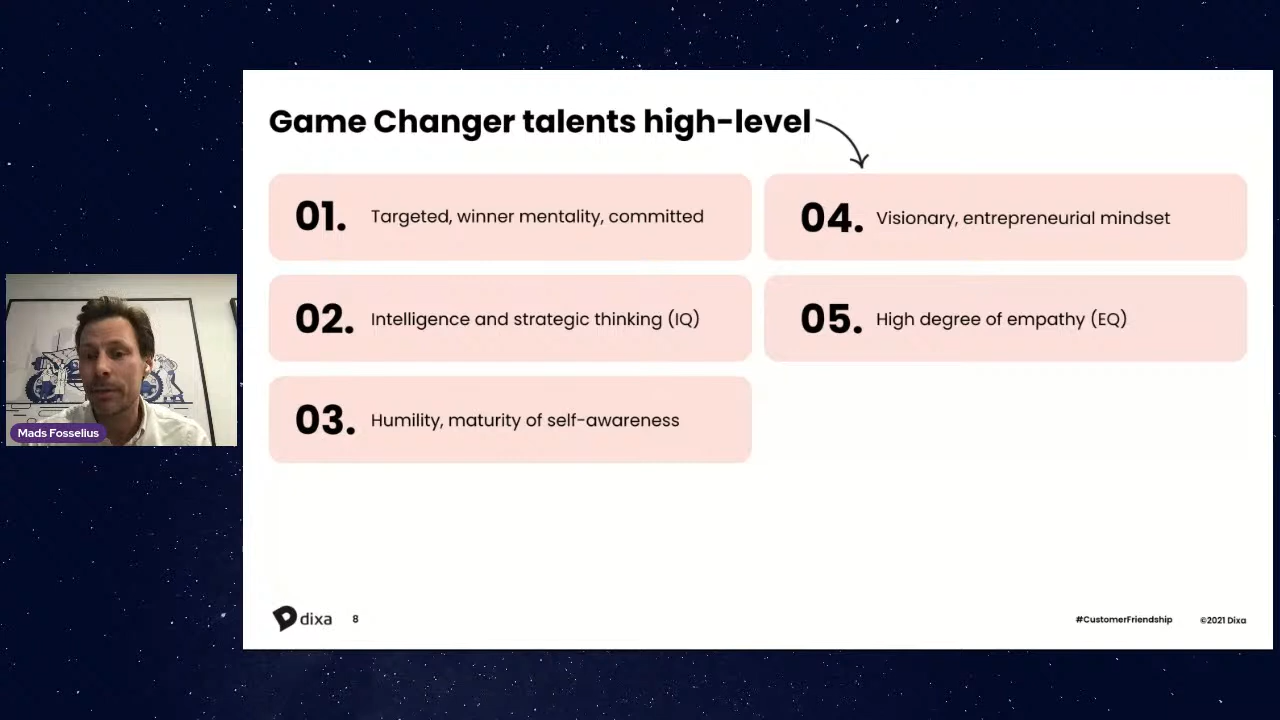 Game Changer talents high-level
01. Targeted, winner mentality, committed
02. Intelligence and strategic thinking (IQ)
03. Humility, maturity of self-awareness
04. Visionary, entrepreneurial mindset
05. High degree of empathy (EQ)
Mads Fosselius
dixa 8
#CustomerFriendship ©2021 Dixa